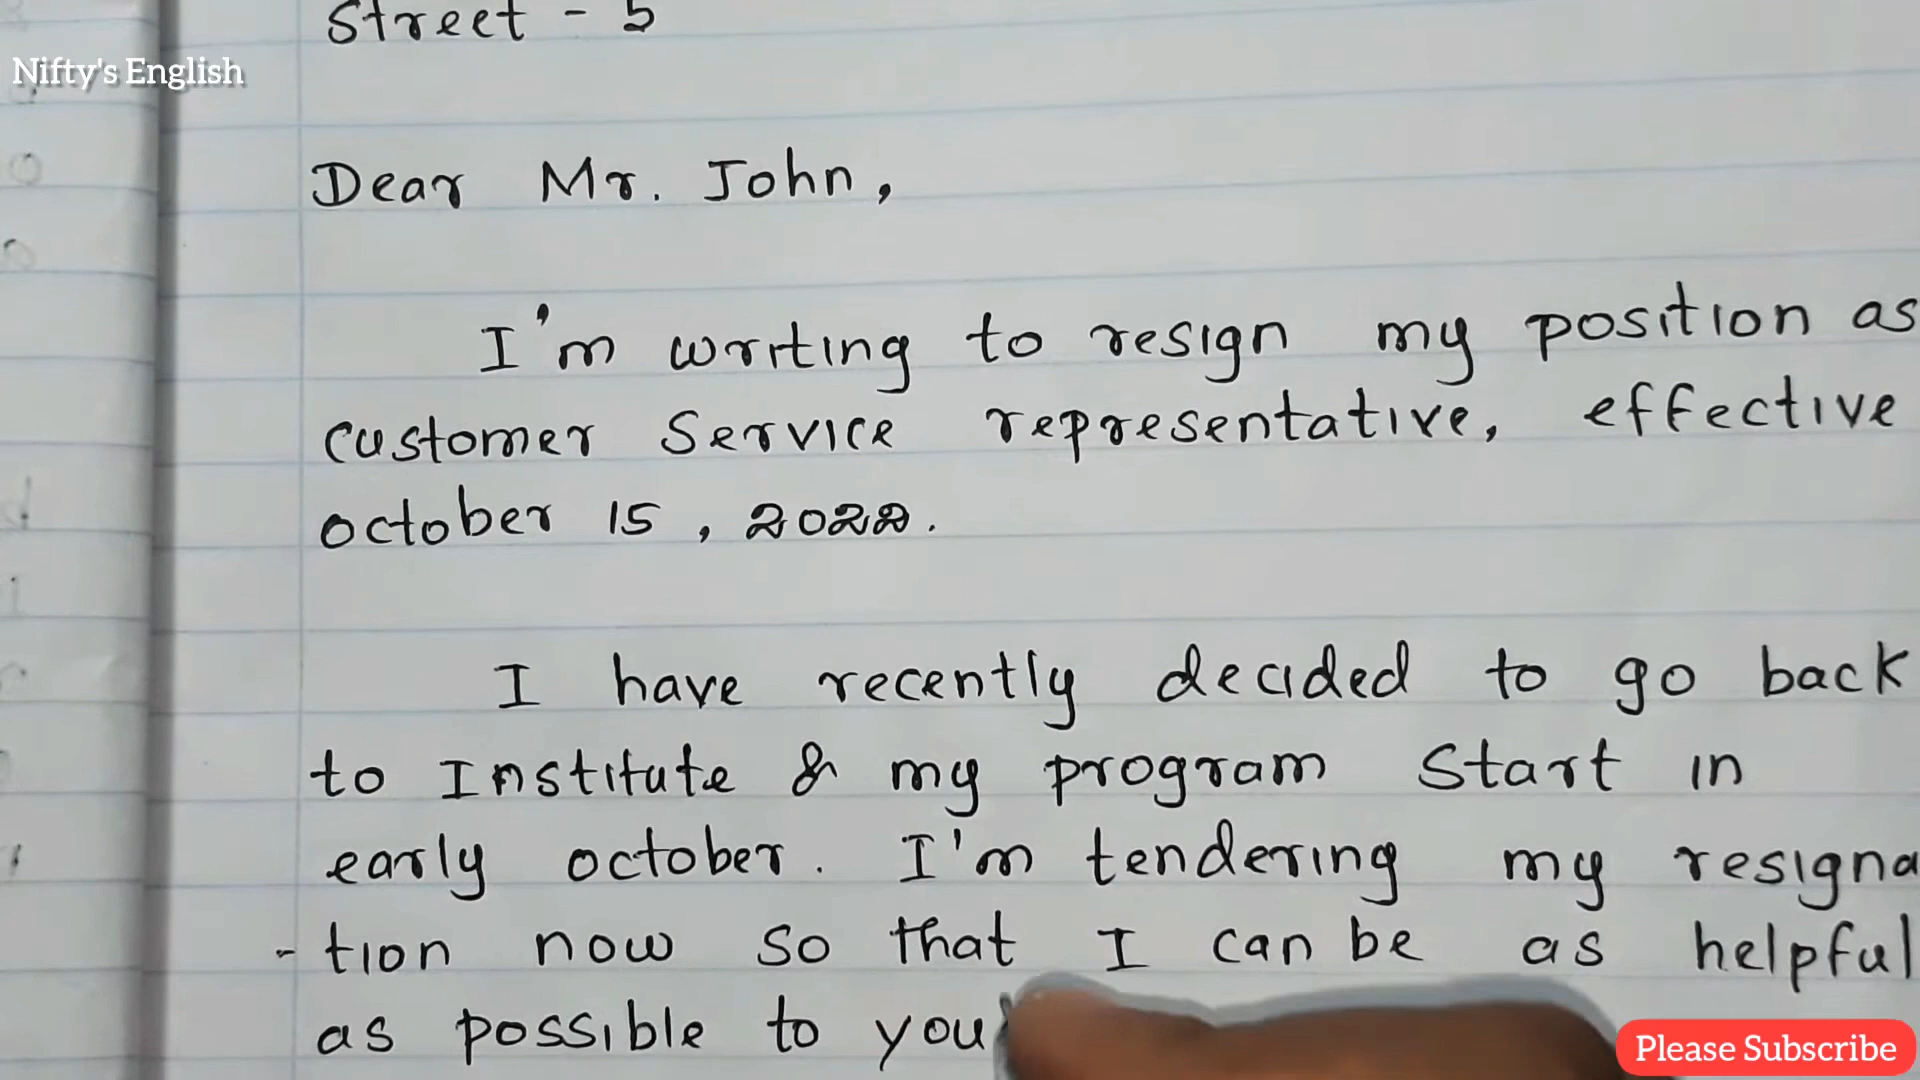 Street - 5
Nifty's English
Dear Mr. John,
I'm writing to resign my position as
customer service representative, effective
october 15, 2022.
I have recently decided to go back
to Institute & my program start in
early october. I'm tendering my resigna
-tion now so that I can be as helpful
as possible to you
Please Subscribe